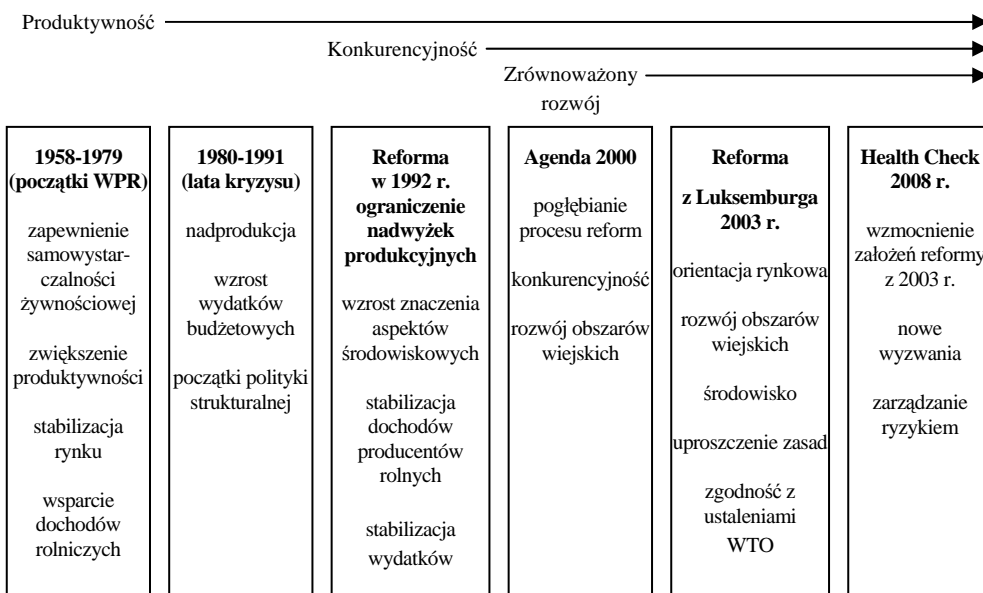 Produktywność
Konkurencyjność
Zrównoważony
rozwój
1958-1979
(początki WPR)
zapewnienie
samowystar-
czalności
żywnościowej
zwiększenie
produktywności
stabilizacja
rynku
wsparcie
dochodów
rolniczych
1980-1991
(lata kryzysu)
nadprodukcja
wzrost
wydatków
budżetowych
początki polityki
strukturalnej
Reforma
w 1992 r.
ograniczenie
nadwyżek
produkcyjnych
wzrost znaczenia
aspektów
środowiskowych
stabilizacja
dochodów
producentów
rolnych
stabilizacja
wydatków
Agenda 2000
pogłębianie
procesu reform
konkurencyjność
rozwój obszarów
wiejskich
Reforma
z Luksemburga
2003 r.
orientacja rynkowa
rozwój obszarów
wiejskich
środowisko
uproszczenie zasad
zgodność z
ustaleniami
WTO
Health Check
2008 r.
wzmocnienie
założeń reformy
z 2003 r.
nowe
wyzwania
zarządzanie
ryzykiem